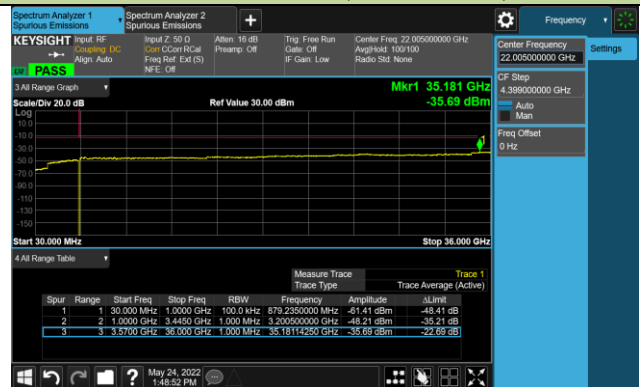 Spectrum Analyzer 1
Spurious Emissions
Spectrum Analyzer 2
Spurious Emissions
+
Frequency
KEYSIGHT
Input: RF
Coupling: DC
Align: Auto
Input Z: 50 Ω
Corr CCorr RCal
Freq Ref: Ext (S)
NFE: Off
Atten: 16 dB
Preamp: Off
Trig: Free Run
Gate: Off
IF Gain: Low
Center Freq: 22.005000000 GHz
Avg|Hold: 100/100
Radio Std: None
PASS
Center Frequency
22.005000000 GHz
Settings
CF Step
4.399000000 GHz
Auto
Man
Freq Offset
0 Hz
3 All Range Graph
Mkr1 35.181 GHz
Scale/Div 20.0 dB
Ref Value 30.00 dBm
-35.69 dBm
Log
10.0
-10.0
-30.0
-50.0
-70.0
-90.0
-110
-130
-150
1
Start 30.000 MHz
Stop 36.000 GHz
4 All Range Table
Measure Trace Trace 1
Trace Type Trace Average (Active)
Spur Range Start Freq Stop Freq RBW Frequency Amplitude ΔLimit
1 1 30.000 MHz 1.0000 GHz 100.0 kHz 879.2350000 MHz -61.41 dBm -48.41 dB
2 2 1.0000 GHz 3.4450 GHz 1.000 MHz 3.200500000 GHz -48.21 dBm -35.21 dB
3 3 3.5700 GHz 36.000 GHz 1.000 MHz 35.18114250 GHz -35.69 dBm -22.69 dB
?
May 24, 2022
1:48:52 PM